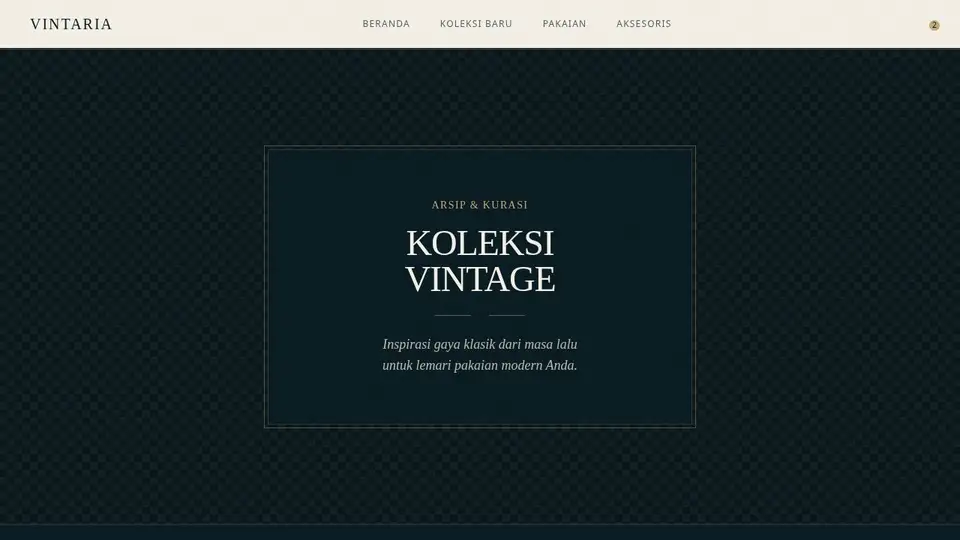 VINTARIA
BERANDA
KOLEKSI BARU
PAKAIAN
AKSESORIS
2
ARSIP & KURASI
KOLEKSI
VINTAGE
Inspirasi gaya klasik dari masa lalu
untuk lemari pakaian modern Anda.